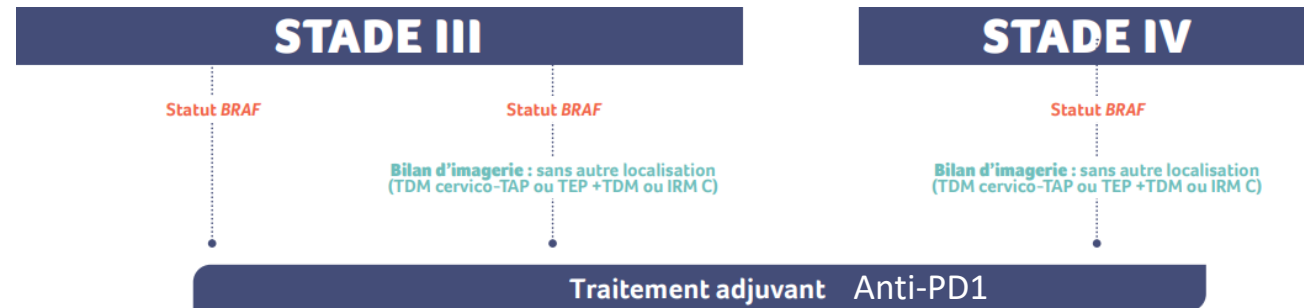 STADE III
STADE IV
Statut BRAF
Statut BRAF
Statut BRAF
Bilan d'imagerie : sans autre localisation
(TDM cervico-TAP ou TEP +TDM ou IRM C)
Bilan d'imagerie : sans autre localisation
(TDM cervico-TAP ou TEP +TDM ou IRM C)
Traitement adjuvant Anti-PD1